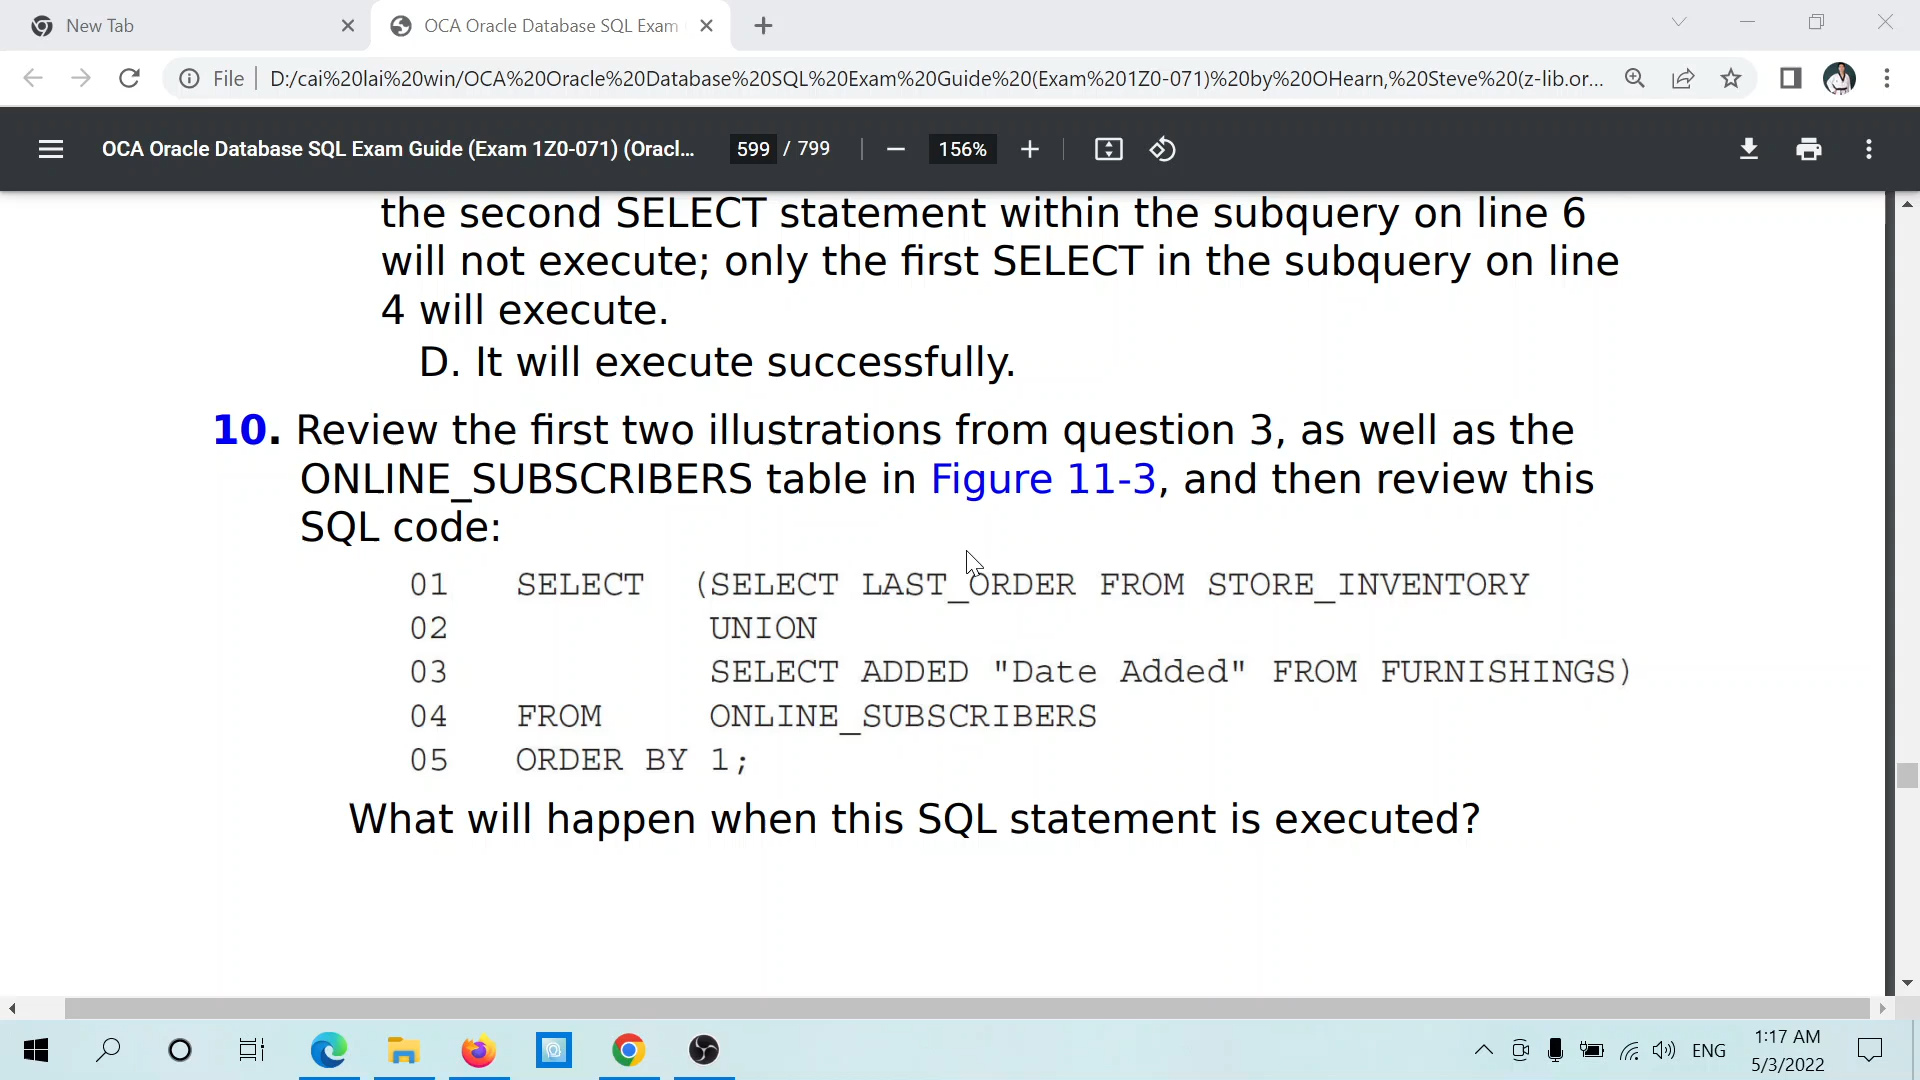 New Tab
OCA Oracle Database SQL Exam
File
D:/cai%20lai%20win/OCA%20Oracle%20Database%20SQL%20Exam%20Guide%20(Exam%201Z0-071)%20by%20OHearn,%20Steve%20(z-lib.or...
OCA Oracle Database SQL Exam Guide (Exam 1Z0-071) (Oracl...
599 / 799
156%
the second SELECT statement within the subquery on line 6
will not execute; only the first SELECT in the subquery on line
4 will execute.
D. It will execute successfully.
10. Review the first two illustrations from question 3, as well as the
ONLINE_SUBSCRIBERS table in Figure 11-3, and then review this
SQL code:
01 SELECT (SELECT LAST_ORDER FROM STORE_INVENTORY
02 UNION
03 SELECT ADDED "Date Added" FROM FURNISHINGS)
04 FROM ONLINE_SUBSCRIBERS
05 ORDER BY 1;
What will happen when this SQL statement is executed?
ENG
1:17 AM
5/3/2022